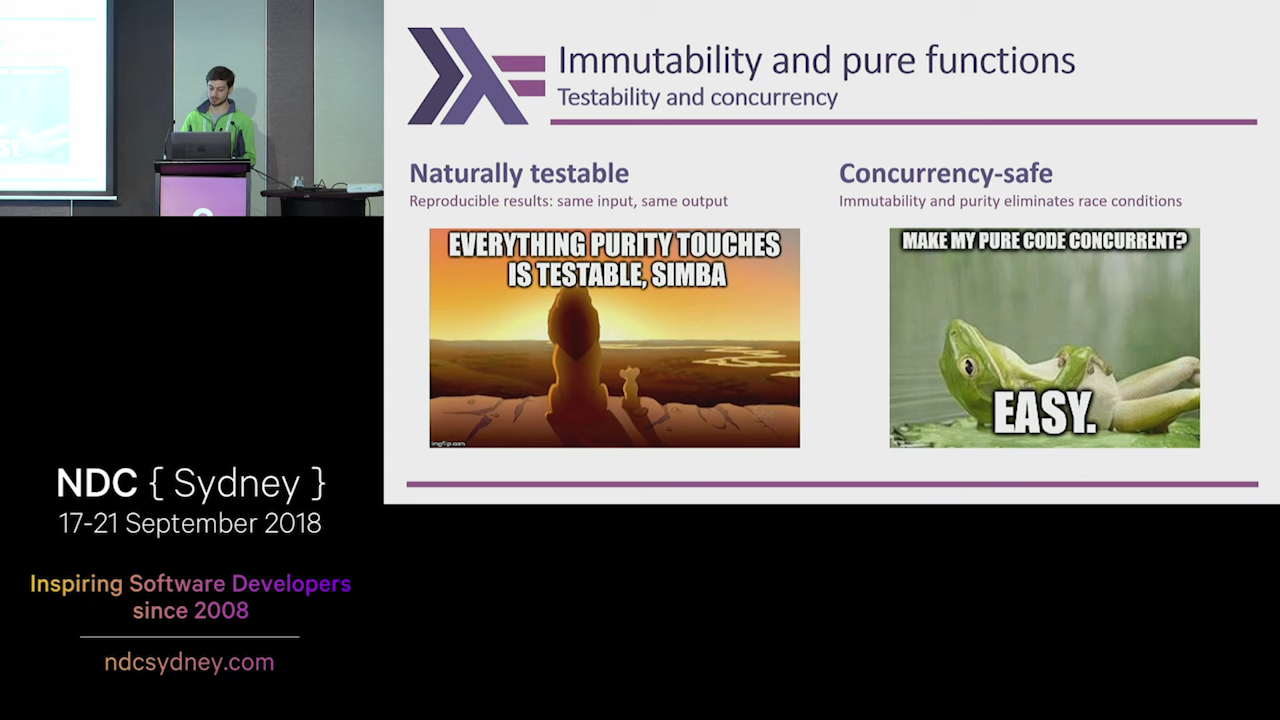 Immutability and pure functions
Testability and concurrency
Naturally testable
Reproducible results: same input, same output
EVERYTHING PURITY TOUCHES
IS TESTABLE, SIMBA
imgflip.com
Concurrency-safe
Immutability and purity eliminates race conditions
MAKE MY PURE CODE CONCURRENT?
EASY.
NDC { Sydney }
17-21 September 2018
Inspiring Software Developers
since 2008
ndcsydney.com